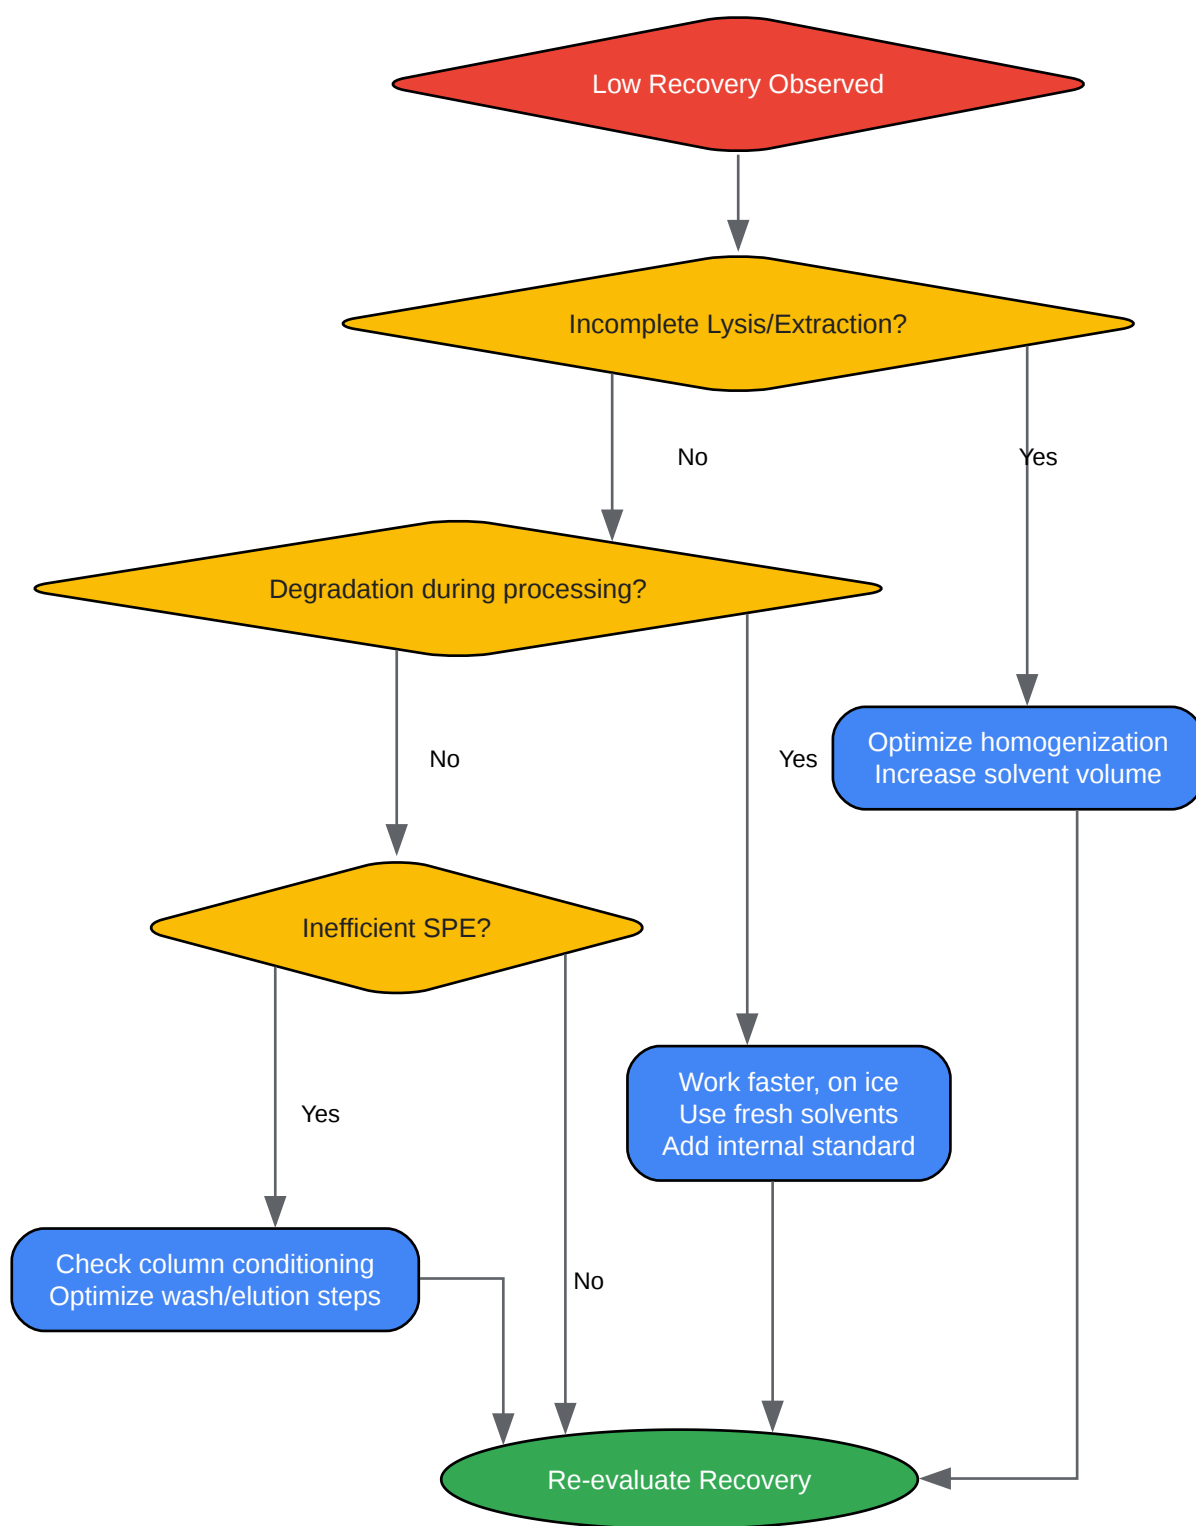 Low Recovery Observed
Incomplete Lysis/Extraction?
No
Yes
Degradation during processing?
Optimize homogenization
Increase solvent volume
No
Yes
Inefficient SPE?
Work faster, on ice
Use fresh solvents
Add internal standard
Yes
Check column conditioning
Optimize wash/elution steps
No
Re-evaluate Recovery